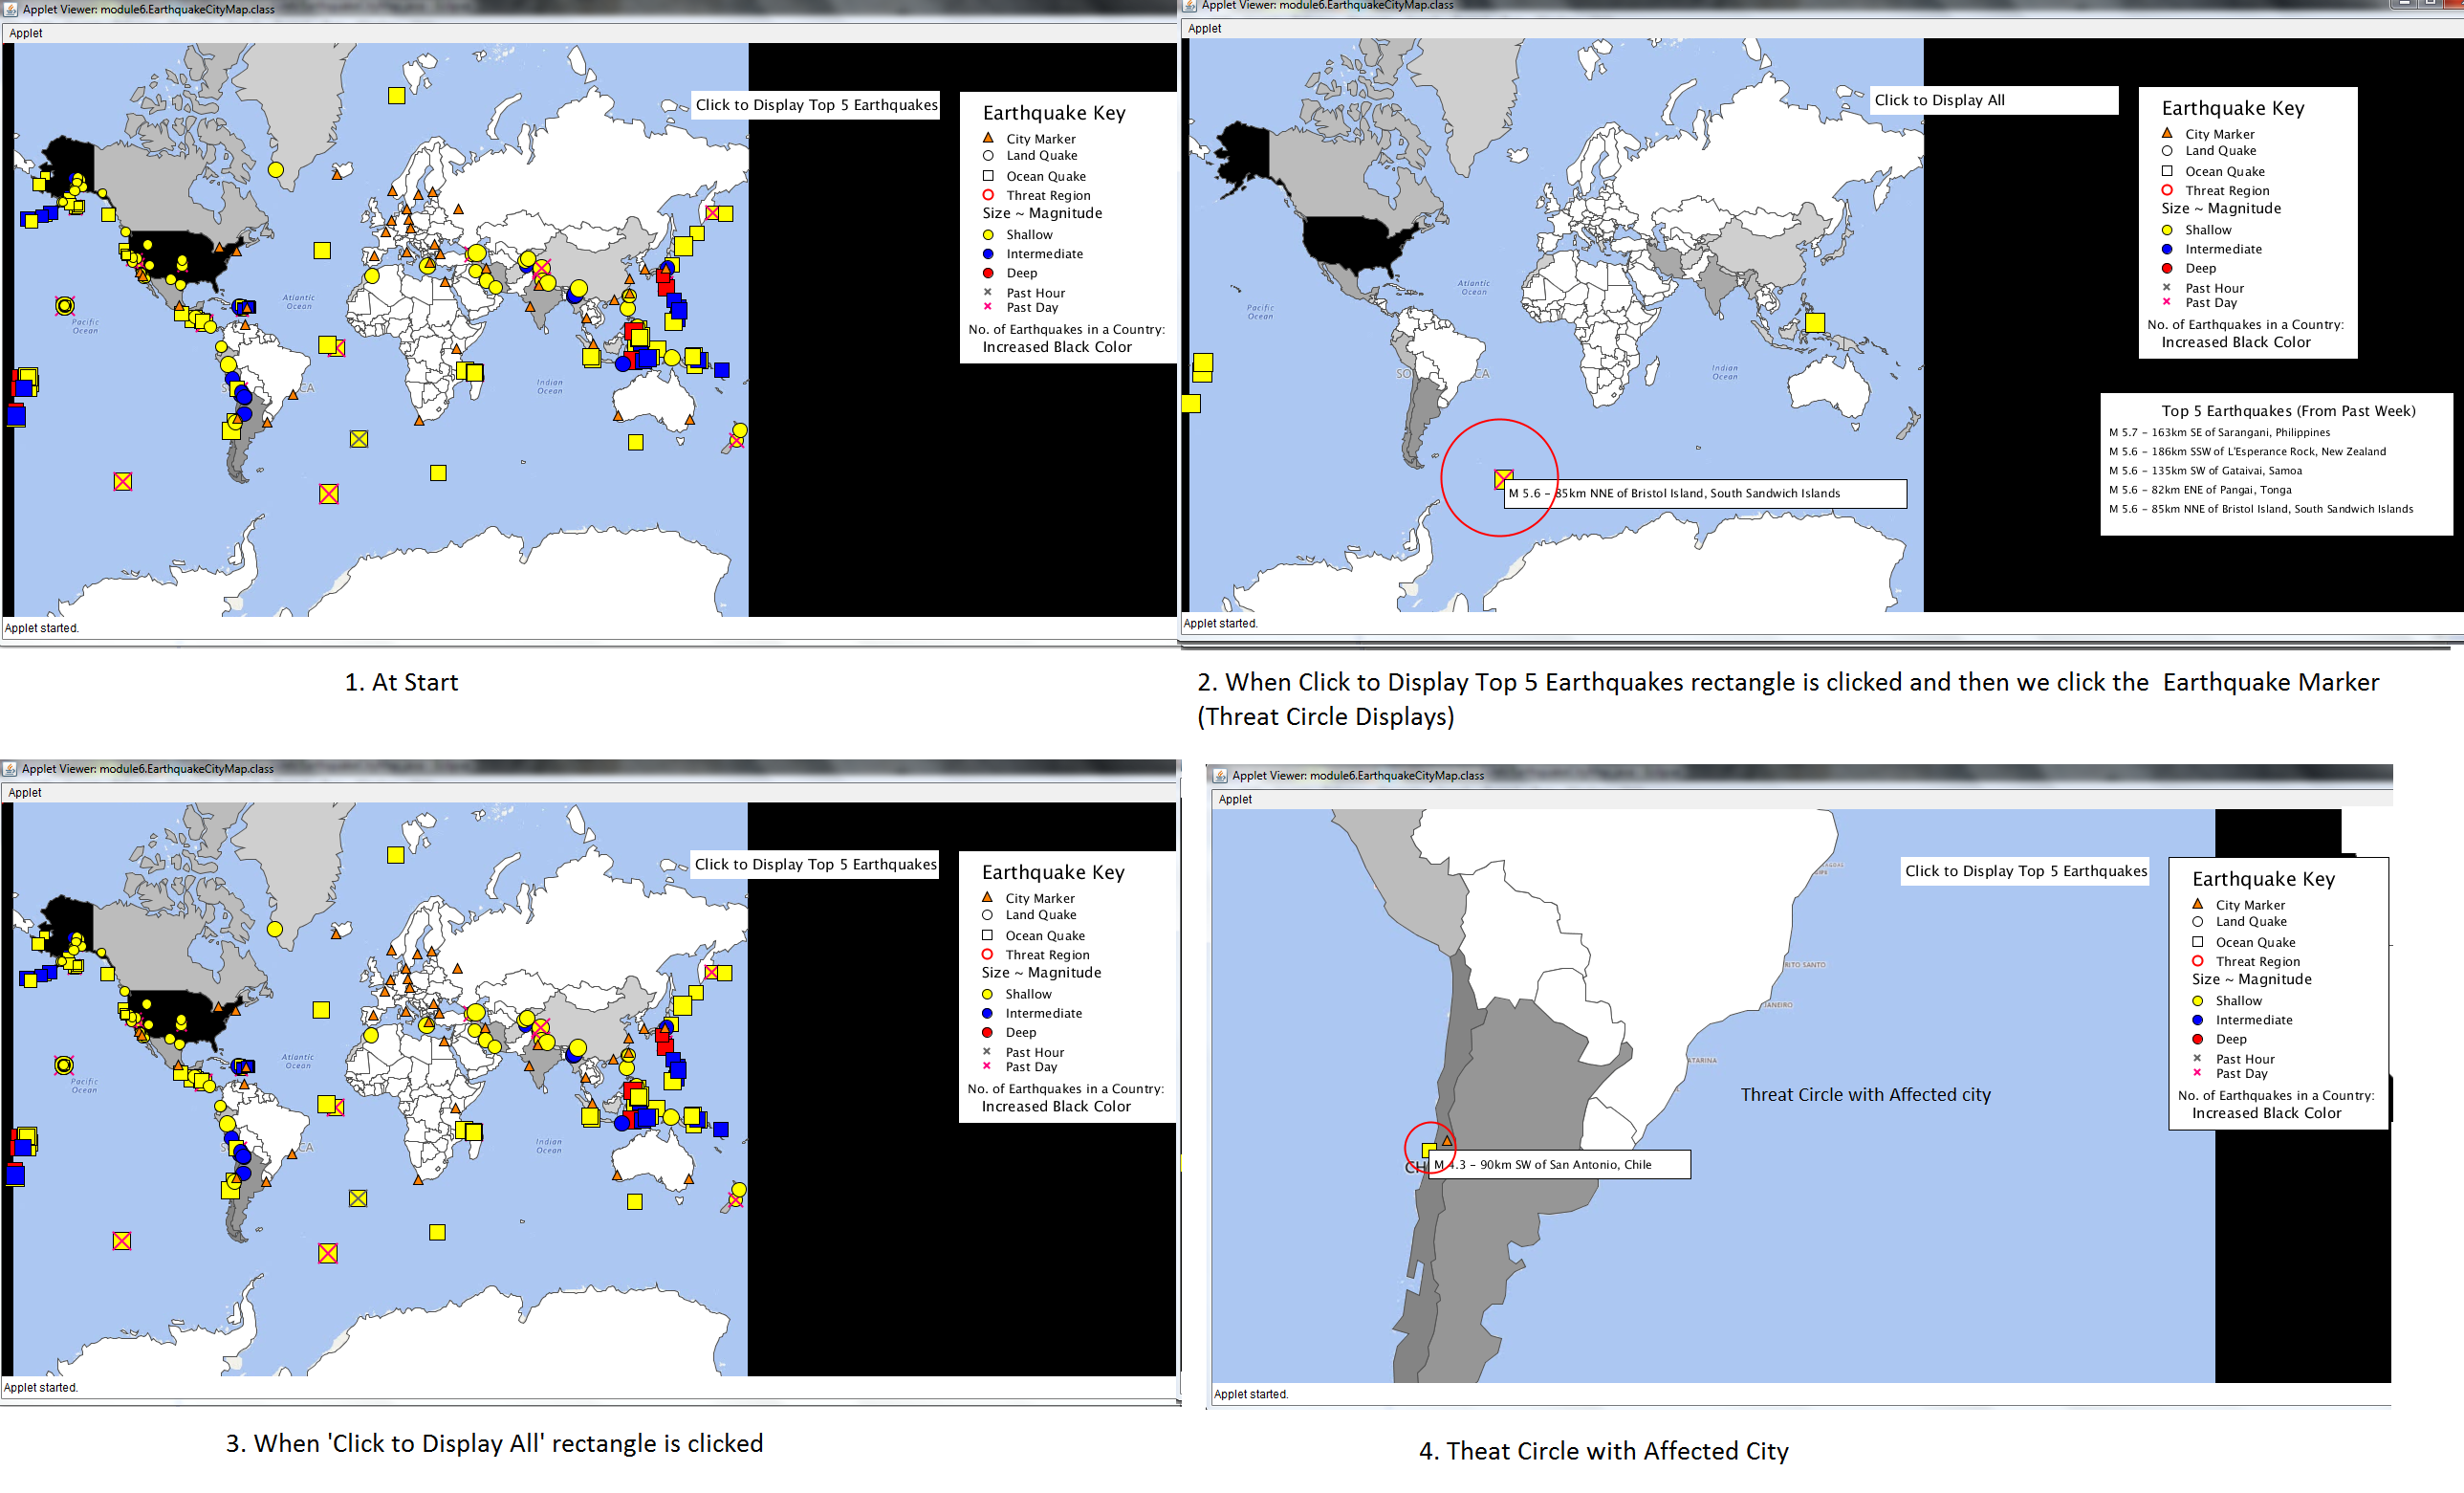 Applet Viewer: module6.EarthquakeCityMap.class
Applet
Click to Display Top 5 Earthquakes
Earthquake Key
City Marker
Land Quake
Ocean Quake
Threat Region
Size ~ Magnitude
Shallow
Intermediate
Deep
Past Hour
Past Day
No. of Earthquakes in a Country:
Increased Black Color
Atlantic
Ocean
Pacific
Ocean
Indian
Ocean
S
CA
Applet started.
1. At Start
Applet Viewer: module6.EarthquakeCityMap.class
Applet
Click to Display All
Earthquake Key
City Marker
Land Quake
Ocean Quake
Threat Region
Size ~ Magnitude
Shallow
Intermediate
Deep
Past Hour
Past Day
No. of Earthquakes in a Country:
Increased Black Color
Atlantic
Ocean
Pacific
Ocean
Indian
Ocean
SO
CA
M 5.6 – 85km NNE of Bristol Island, South Sandwich Islands
Top 5 Earthquakes (From Past Week)
M 5.7 – 163km SE of Sarangani, Philippines
M 5.6 – 186km SSW of L'Esperance Rock, New Zealand
M 5.6 – 135km SW of Gataivai, Samoa
M 5.6 – 82km ENE of Pangai, Tonga
M 5.6 – 85km NNE of Bristol Island, South Sandwich Islands
Applet started.
2. When Click to Display Top 5 Earthquakes rectangle is clicked and then we click the Earthquake Marker
(Threat Circle Displays)
Applet Viewer: module6.EarthquakeCityMap.class
Applet
Click to Display Top 5 Earthquakes
Earthquake Key
City Marker
Land Quake
Ocean Quake
Threat Region
Size ~ Magnitude
Shallow
Intermediate
Deep
Past Hour
Past Day
No. of Earthquakes in a Country:
Increased Black Color
Atlantic
Ocean
Pacific
Ocean
Indian
Ocean
S
CA
Applet started.
3. When 'Click to Display All' rectangle is clicked
Applet Viewer: module6.EarthquakeCityMap.class
Applet
Click to Display Top 5 Earthquakes
Earthquake Key
City Marker
Land Quake
Ocean Quake
Threat Region
Size ~ Magnitude
Shallow
Intermediate
Deep
Past Hour
Past Day
No. of Earthquakes in a Country:
Increased Black Color
RITO SANTO
JANEIRO
ATARINA
Threat Circle with Affected city
CH
M 4.3 – 90km SW of San Antonio, Chile
Applet started.
4. Theat Circle with Affected City